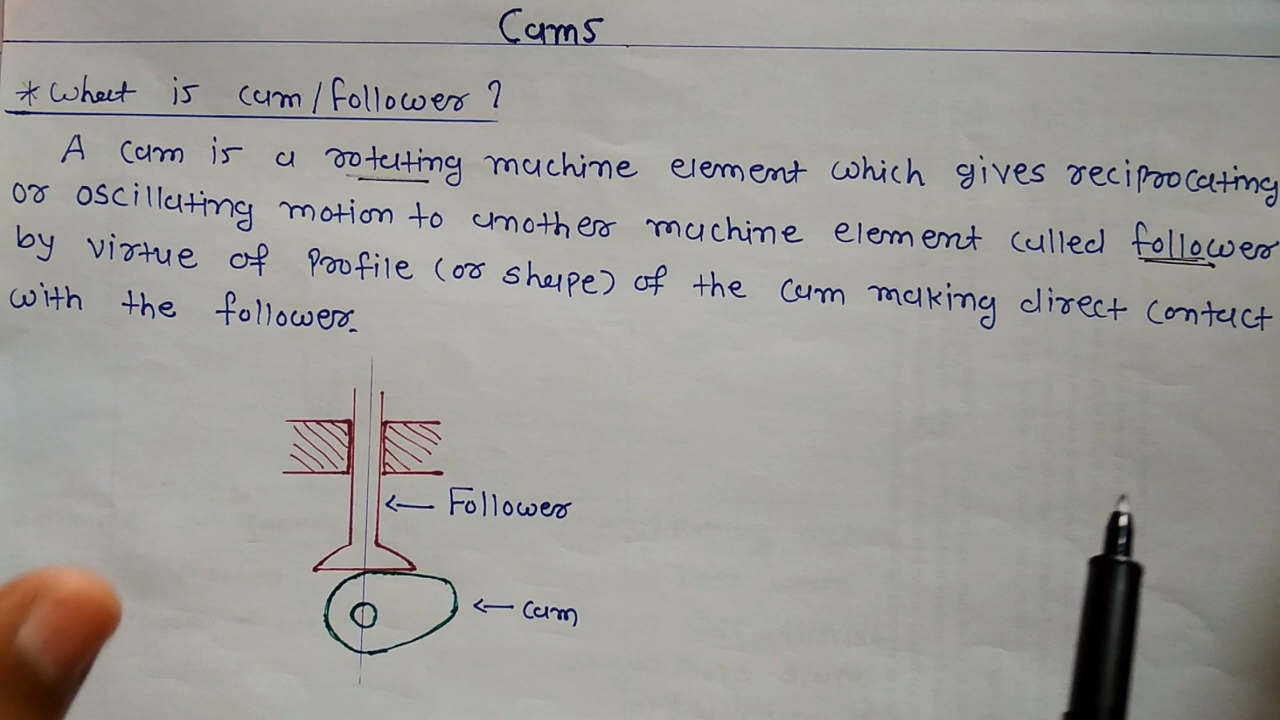 Cams
* What is cam/follower ?
A cam is a rotating machine element which gives reciprocating
or oscillating motion to another machine element called follower
by virtue of Profile (or shape) of the cam making direct contact
with the follower.
← Follower
← cam